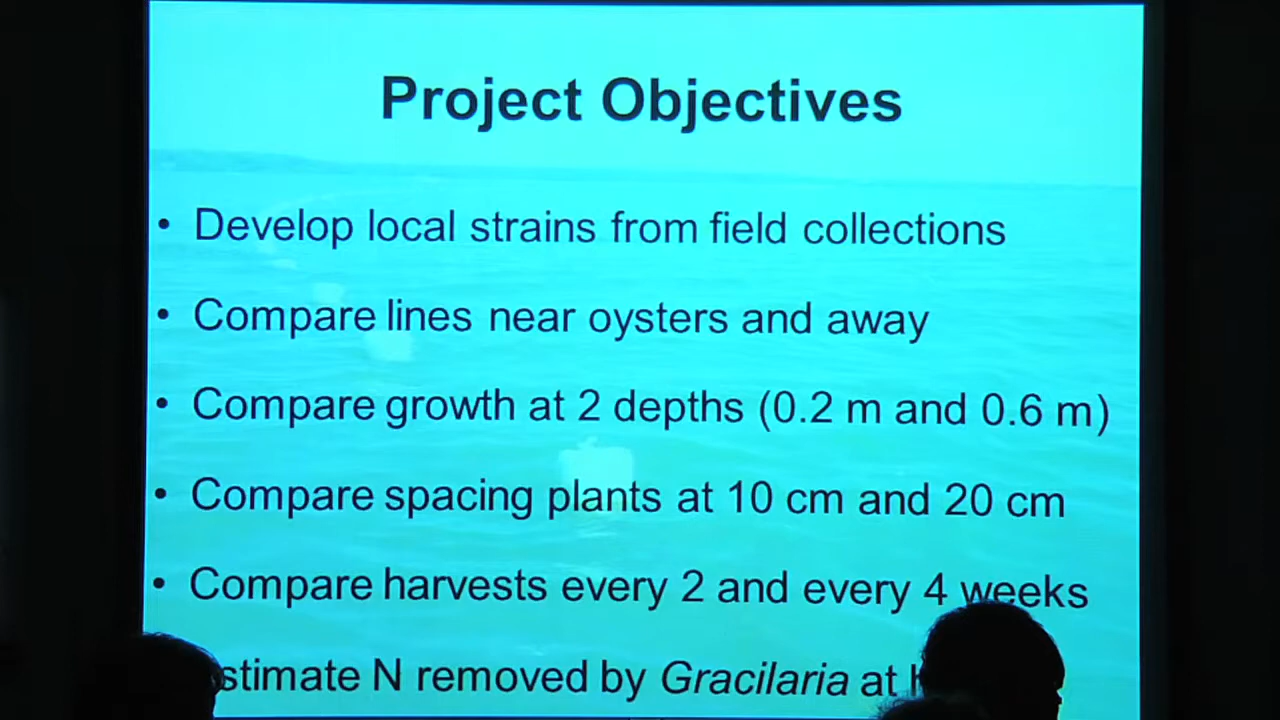 Project Objectives
• Develop local strains from field collections
• Compare lines near oysters and away
• Compare growth at 2 depths (0.2 m and 0.6 m)
• Compare spacing plants at 10 cm and 20 cm
• Compare harvests every 2 and every 4 weeks
stimate N removed by Gracilaria at